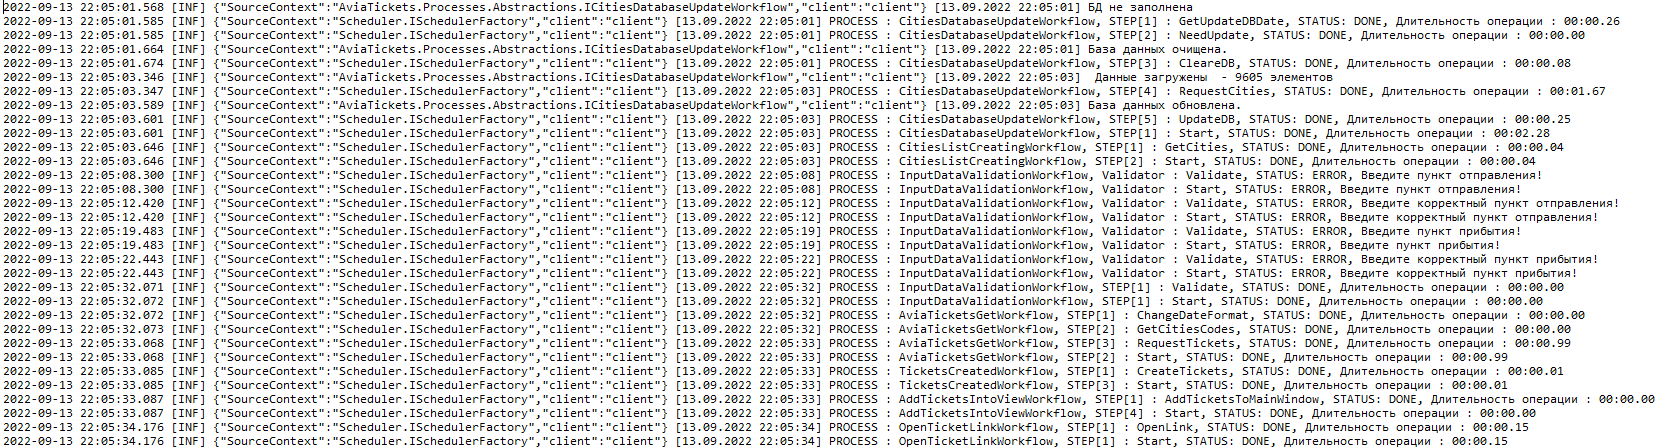 2022-09-13 22:05:01.568 [INF] {"SourceContext":"AviaTickets.Processes.Abstractions.ICitiesDatabaseUpdateWorkflow","client":"client"} [13.09.2022 22:05:01] БД не заполнена
2022-09-13 22:05:01.585 [INF] {"SourceContext":"Scheduler.ISchedulerFactory","client":"client"} [13.09.2022 22:05:01] PROCESS : CitiesDatabaseUpdateWorkflow, STEP[1] : GetUpdateDBDate, STATUS: DONE, Длительность операции : 00:00.26
2022-09-13 22:05:01.585 [INF] {"SourceContext":"Scheduler.ISchedulerFactory","client":"client"} [13.09.2022 22:05:01] PROCESS : CitiesDatabaseUpdateWorkflow, STEP[2] : NeedUpdate, STATUS: DONE, Длительность операции : 00:00.00
2022-09-13 22:05:01.664 [INF] {"SourceContext":"AviaTickets.Processes.Abstractions.ICitiesDatabaseUpdateWorkflow","client":"client"} [13.09.2022 22:05:01] База данных очищена.
2022-09-13 22:05:01.674 [INF] {"SourceContext":"Scheduler.ISchedulerFactory","client":"client"} [13.09.2022 22:05:01] PROCESS : CitiesDatabaseUpdateWorkflow, STEP[3] : CleareDB, STATUS: DONE, Длительность операции : 00:00.08
2022-09-13 22:05:03.346 [INF] {"SourceContext":"AviaTickets.Processes.Abstractions.ICitiesDatabaseUpdateWorkflow","client":"client"} [13.09.2022 22:05:03]  Данные загружены  - 9605 элементов
2022-09-13 22:05:03.347 [INF] {"SourceContext":"Scheduler.ISchedulerFactory","client":"client"} [13.09.2022 22:05:03] PROCESS : CitiesDatabaseUpdateWorkflow, STEP[4] : RequestCities, STATUS: DONE, Длительность операции : 00:01.67
2022-09-13 22:05:03.589 [INF] {"SourceContext":"AviaTickets.Processes.Abstractions.ICitiesDatabaseUpdateWorkflow","client":"client"} [13.09.2022 22:05:03] База данных обновлена.
2022-09-13 22:05:03.601 [INF] {"SourceContext":"Scheduler.ISchedulerFactory","client":"client"} [13.09.2022 22:05:03] PROCESS : CitiesDatabaseUpdateWorkflow, STEP[5] : UpdateDB, STATUS: DONE, Длительность операции : 00:00.25
2022-09-13 22:05:03.601 [INF] {"SourceContext":"Scheduler.ISchedulerFactory","client":"client"} [13.09.2022 22:05:03] PROCESS : CitiesDatabaseUpdateWorkflow, STEP[1] : Start, STATUS: DONE, Длительность операции : 00:02.28
2022-09-13 22:05:03.646 [INF] {"SourceContext":"Scheduler.ISchedulerFactory","client":"client"} [13.09.2022 22:05:03] PROCESS : CitiesListCreatingWorkflow, STEP[1] : GetCities, STATUS: DONE, Длительность операции : 00:00.04
2022-09-13 22:05:03.646 [INF] {"SourceContext":"Scheduler.ISchedulerFactory","client":"client"} [13.09.2022 22:05:03] PROCESS : CitiesListCreatingWorkflow, STEP[2] : Start, STATUS: DONE, Длительность операции : 00:00.04
2022-09-13 22:05:08.300 [INF] {"SourceContext":"Scheduler.ISchedulerFactory","client":"client"} [13.09.2022 22:05:08] PROCESS : InputDataValidationWorkflow, Validator : Validate, STATUS: ERROR, Введите пункт отправления!
2022-09-13 22:05:08.300 [INF] {"SourceContext":"Scheduler.ISchedulerFactory","client":"client"} [13.09.2022 22:05:08] PROCESS : InputDataValidationWorkflow, Validator : Start, STATUS: ERROR, Введите пункт отправления!
2022-09-13 22:05:12.420 [INF] {"SourceContext":"Scheduler.ISchedulerFactory","client":"client"} [13.09.2022 22:05:12] PROCESS : InputDataValidationWorkflow, Validator : Validate, STATUS: ERROR, Введите корректный пункт отправления!
2022-09-13 22:05:12.420 [INF] {"SourceContext":"Scheduler.ISchedulerFactory","client":"client"} [13.09.2022 22:05:12] PROCESS : InputDataValidationWorkflow, Validator : Start, STATUS: ERROR, Введите корректный пункт отправления!
2022-09-13 22:05:19.483 [INF] {"SourceContext":"Scheduler.ISchedulerFactory","client":"client"} [13.09.2022 22:05:19] PROCESS : InputDataValidationWorkflow, Validator : Validate, STATUS: ERROR, Введите пункт прибытия!
2022-09-13 22:05:19.483 [INF] {"SourceContext":"Scheduler.ISchedulerFactory","client":"client"} [13.09.2022 22:05:19] PROCESS : InputDataValidationWorkflow, Validator : Start, STATUS: ERROR, Введите пункт прибытия!
2022-09-13 22:05:22.443 [INF] {"SourceContext":"Scheduler.ISchedulerFactory","client":"client"} [13.09.2022 22:05:22] PROCESS : InputDataValidationWorkflow, Validator : Validate, STATUS: ERROR, Введите корректный пункт прибытия!
2022-09-13 22:05:22.443 [INF] {"SourceContext":"Scheduler.ISchedulerFactory","client":"client"} [13.09.2022 22:05:22] PROCESS : InputDataValidationWorkflow, Validator : Start, STATUS: ERROR, Введите корректный пункт прибытия!
2022-09-13 22:05:32.071 [INF] {"SourceContext":"Scheduler.ISchedulerFactory","client":"client"} [13.09.2022 22:05:32] PROCESS : InputDataValidationWorkflow, STEP[1] : Validate, STATUS: DONE, Длительность операции : 00:00.00
2022-09-13 22:05:32.072 [INF] {"SourceContext":"Scheduler.ISchedulerFactory","client":"client"} [13.09.2022 22:05:32] PROCESS : InputDataValidationWorkflow, STEP[1] : Start, STATUS: DONE, Длительность операции : 00:00.00
2022-09-13 22:05:32.072 [INF] {"SourceContext":"Scheduler.ISchedulerFactory","client":"client"} [13.09.2022 22:05:32] PROCESS : AviaTicketsGetWorkflow, STEP[1] : ChangeDateFormat, STATUS: DONE, Длительность операции : 00:00.00
2022-09-13 22:05:32.073 [INF] {"SourceContext":"Scheduler.ISchedulerFactory","client":"client"} [13.09.2022 22:05:32] PROCESS : AviaTicketsGetWorkflow, STEP[2] : GetCitiesCodes, STATUS: DONE, Длительность операции : 00:00.00
2022-09-13 22:05:33.068 [INF] {"SourceContext":"Scheduler.ISchedulerFactory","client":"client"} [13.09.2022 22:05:33] PROCESS : AviaTicketsGetWorkflow, STEP[3] : RequestTickets, STATUS: DONE, Длительность операции : 00:00.99
2022-09-13 22:05:33.068 [INF] {"SourceContext":"Scheduler.ISchedulerFactory","client":"client"} [13.09.2022 22:05:33] PROCESS : AviaTicketsGetWorkflow, STEP[2] : Start, STATUS: DONE, Длительность операции : 00:00.99
2022-09-13 22:05:33.085 [INF] {"SourceContext":"Scheduler.ISchedulerFactory","client":"client"} [13.09.2022 22:05:33] PROCESS : TicketsCreatedWorkflow, STEP[1] : CreateTickets, STATUS: DONE, Длительность операции : 00:00.01
2022-09-13 22:05:33.085 [INF] {"SourceContext":"Scheduler.ISchedulerFactory","client":"client"} [13.09.2022 22:05:33] PROCESS : TicketsCreatedWorkflow, STEP[3] : Start, STATUS: DONE, Длительность операции : 00:00.01
2022-09-13 22:05:33.087 [INF] {"SourceContext":"Scheduler.ISchedulerFactory","client":"client"} [13.09.2022 22:05:33] PROCESS : AddTicketsIntoViewWorkflow, STEP[1] : AddTicketsToMainWindow, STATUS: DONE, Длительность операции : 00:00.00
2022-09-13 22:05:33.087 [INF] {"SourceContext":"Scheduler.ISchedulerFactory","client":"client"} [13.09.2022 22:05:33] PROCESS : AddTicketsIntoViewWorkflow, STEP[4] : Start, STATUS: DONE, Длительность операции : 00:00.00
2022-09-13 22:05:34.176 [INF] {"SourceContext":"Scheduler.ISchedulerFactory","client":"client"} [13.09.2022 22:05:34] PROCESS : OpenTicketLinkWorkflow, STEP[1] : OpenLink, STATUS: DONE, Длительность операции : 00:00.15
2022-09-13 22:05:34.176 [INF] {"SourceContext":"Scheduler.ISchedulerFactory","client":"client"} [13.09.2022 22:05:34] PROCESS : OpenTicketLinkWorkflow, STEP[1] : Start, STATUS: DONE, Длительность операции : 00:00.15